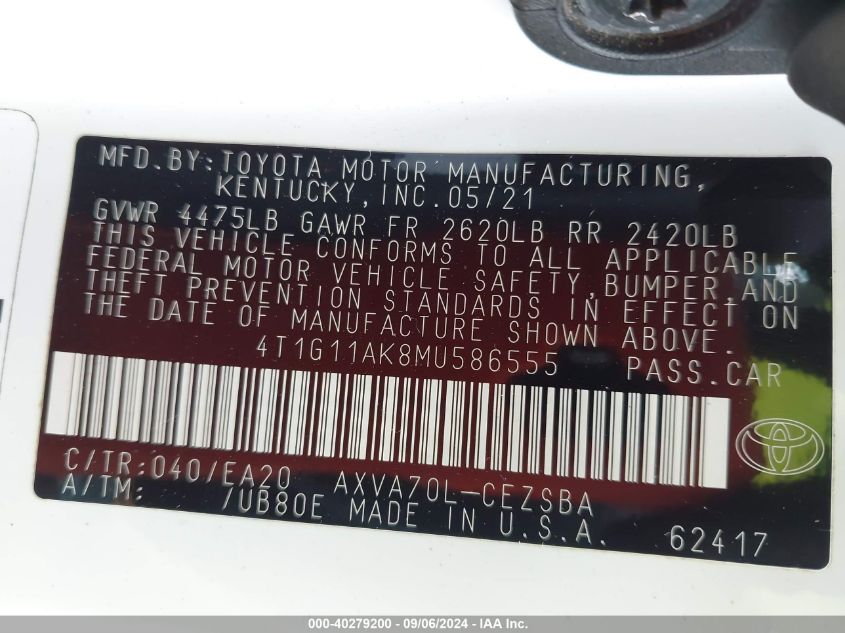 MFD. BY: TOYOTA MOTOR MANUFACTURING,
KENTUCKY, INC. 05/21
GVWR 4475LB GAWR FR 2620LB RR 2420LB
THIS VEHICLE CONFORMS TO ALL APPLICABLE
FEDERAL MOTOR VEHICLE SAFETY, BUMPER, AND
THEFT PREVENTION STANDARDS IN EFFECT ON
THE DATE OF MANUFACTURE SHOWN ABOVE.
4T1G11AK8MU586555 PASS. CAR
C/TR: 040/EA20 AXVA70L-CEZSBA
A/TM: /UB80E MADE IN U.S.A. 62417
000-40279200 - 09/06/2024 - IAA Inc.